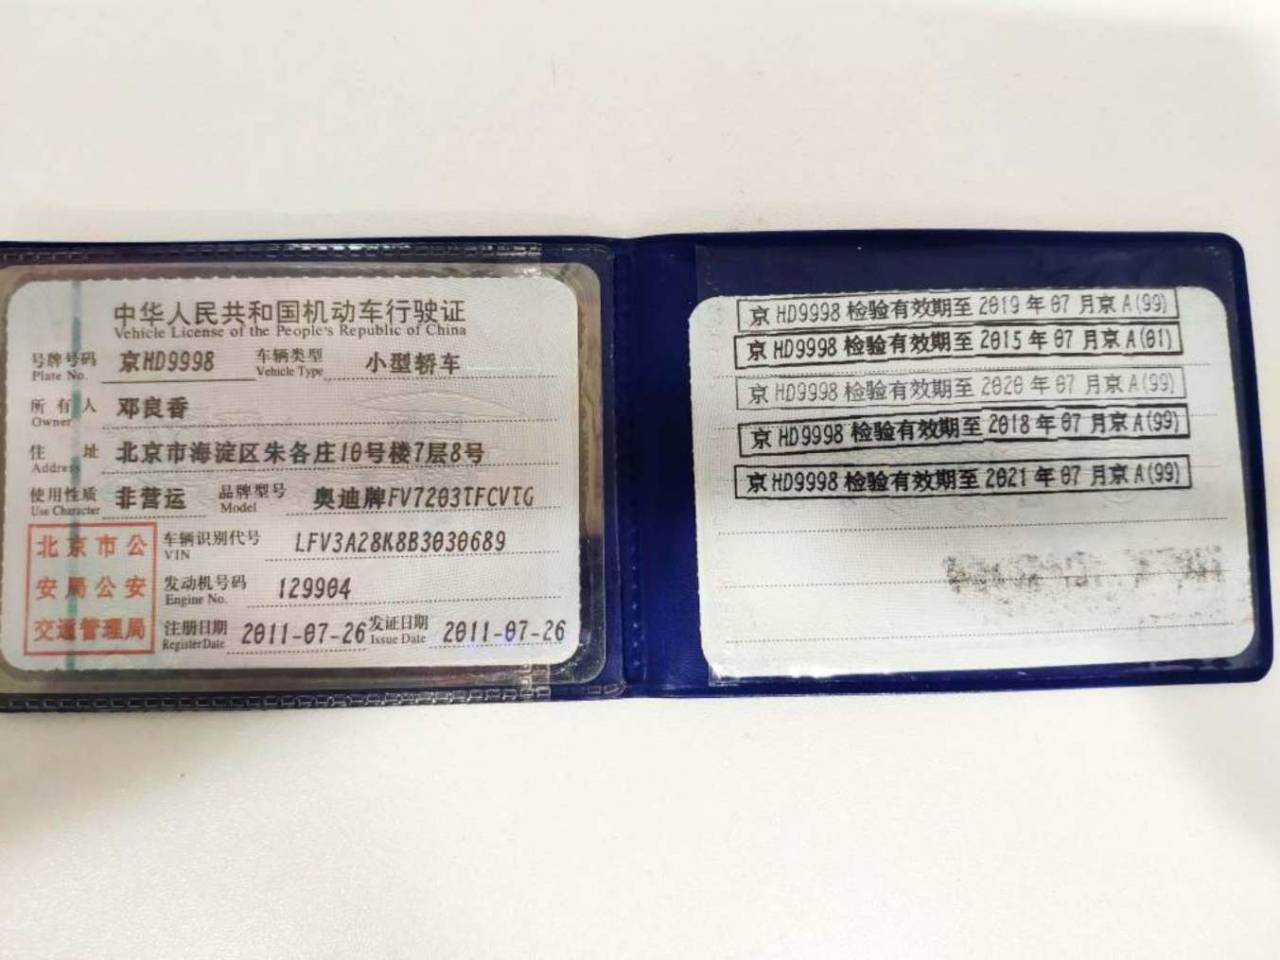 中华人民共和国机动车行驶证
Vehicle License of the People's Republic of China
号牌号码 京HD9998 车辆类型 小型轿车
Plate No. Vehicle Type
所有人 邓良香
Owner
住址 北京市海淀区朱各庄10号楼7层8号
Address
使用性质 非营运 品牌型号 奥迪牌FV7203TFCVTG
Use Character Model
北京市公安局公安交通管理局
车辆识别代号 LFV3A28K8B3030689
VIN
发动机号码 129904
Engine No.
注册日期 2011-07-26 发证日期 2011-07-26
Register Date Issue Date
京HD9998检验有效期至2019年07月京A(99)
京HD9998检验有效期至2015年07月京A(01)
京HD9998检验有效期至2020年07月京A(99)
京HD9998检验有效期至2018年07月京A(99)
京HD9998检验有效期至2021年07月京A(99)